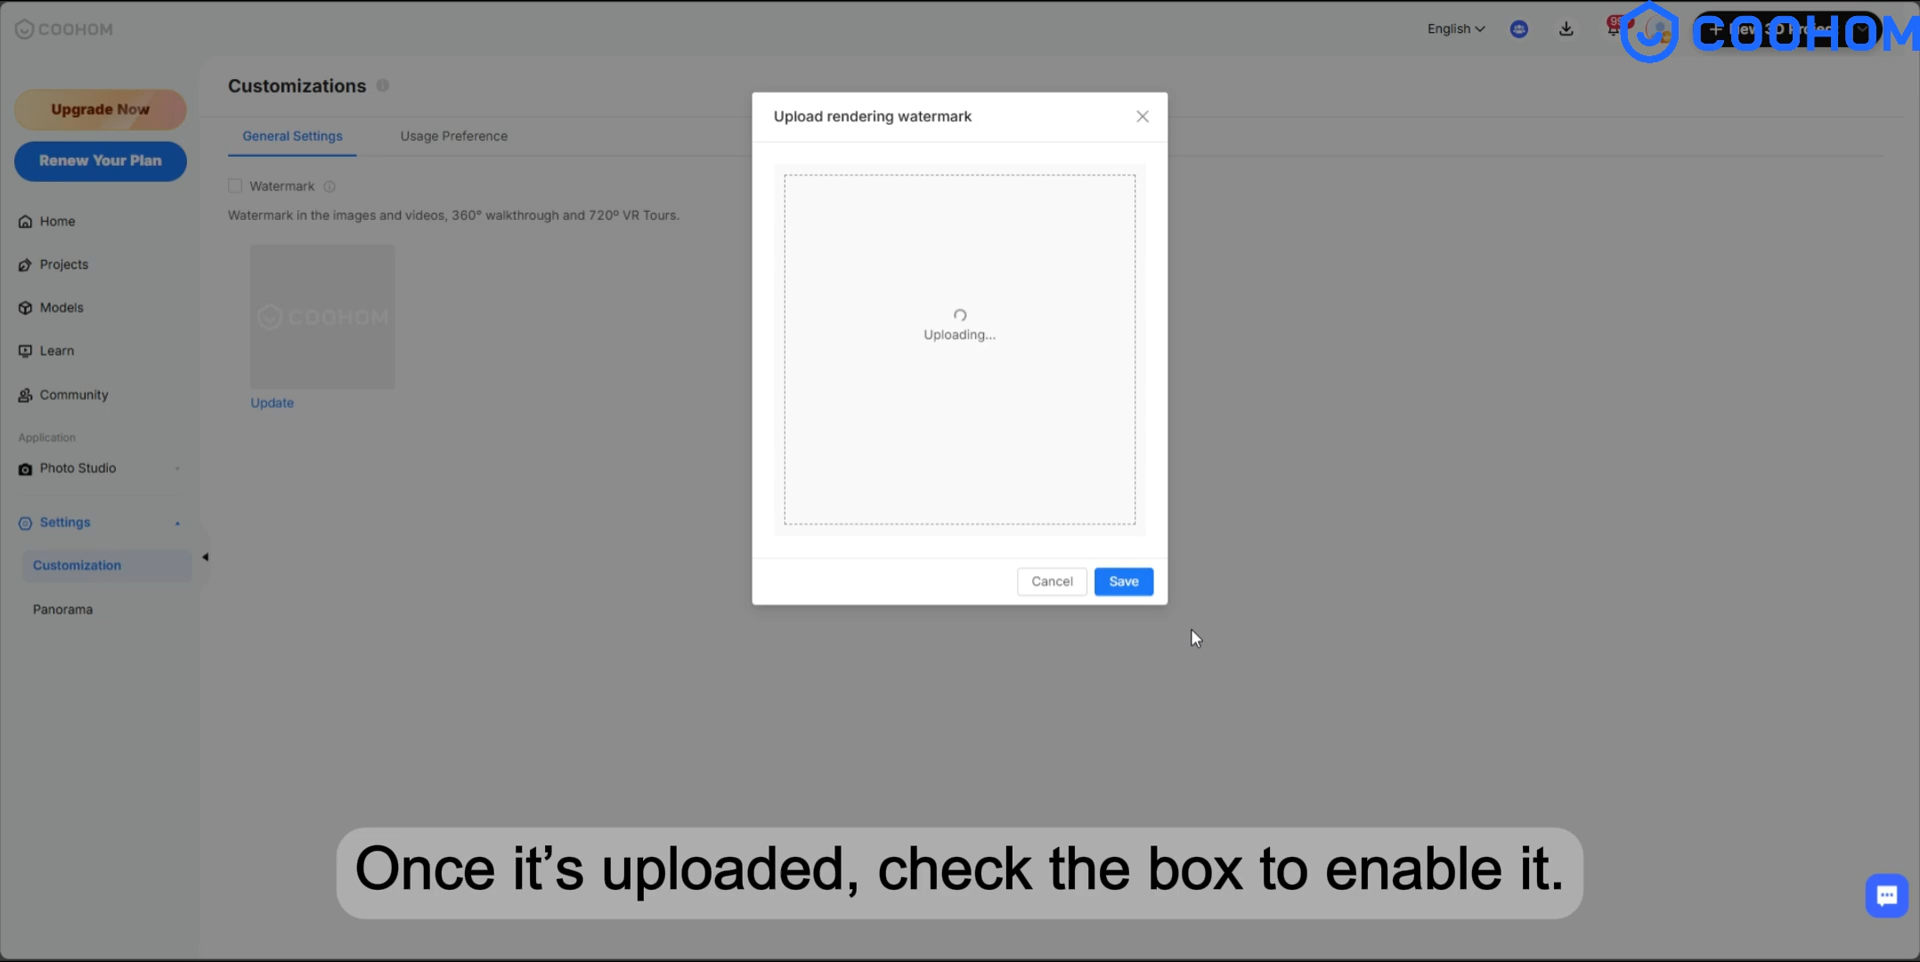 COOHOM
English
99
COOHOM
Customizations
Upgrade Now
General Settings
Usage Preference
Renew Your Plan
Watermark
Watermark in the images and videos, 360° walkthrough and 720° VR Tours.
Home
Projects
Models
COOHOM
Learn
Community
Update
Application
Photo Studio
Settings
Customization
Panorama
Upload rendering watermark
Uploading...
Cancel
Save
Once it’s uploaded, check the box to enable it.